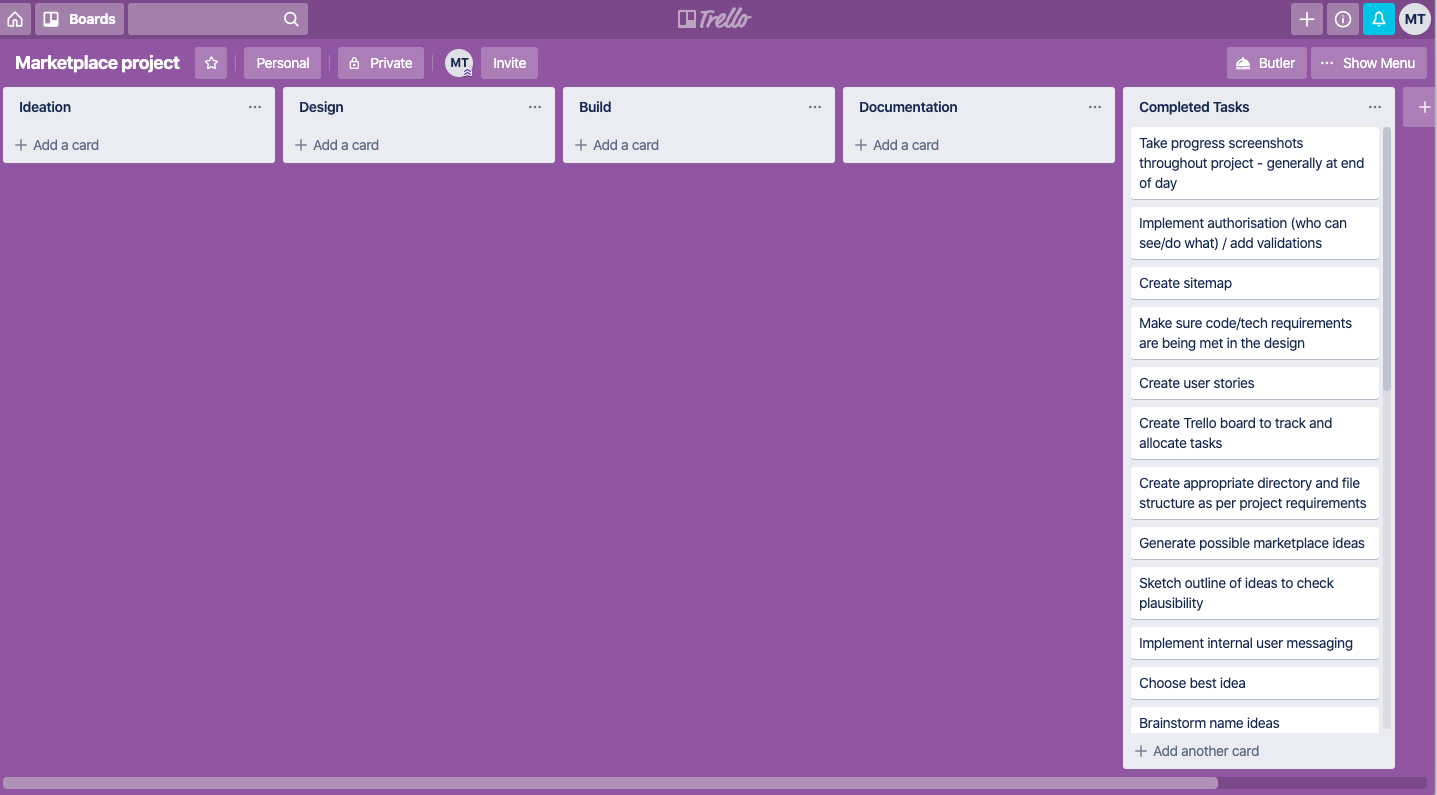 Boards
Trello
MT
Marketplace project
Personal
Private
MT
Invite
Butler
Show Menu
Ideation
Add a card
Design
Add a card
Build
Add a card
Documentation
Add a card
Completed Tasks
Take progress screenshots
throughout project - generally at end
of day
Implement authorisation (who can
see/do what) / add validations
Create sitemap
Make sure code/tech requirements
are being met in the design
Create user stories
Create Trello board to track and
allocate tasks
Create appropriate directory and file
structure as per project requirements
Generate possible marketplace ideas
Sketch outline of ideas to check
plausibility
Implement internal user messaging
Choose best idea
Brainstorm name ideas
Add another card